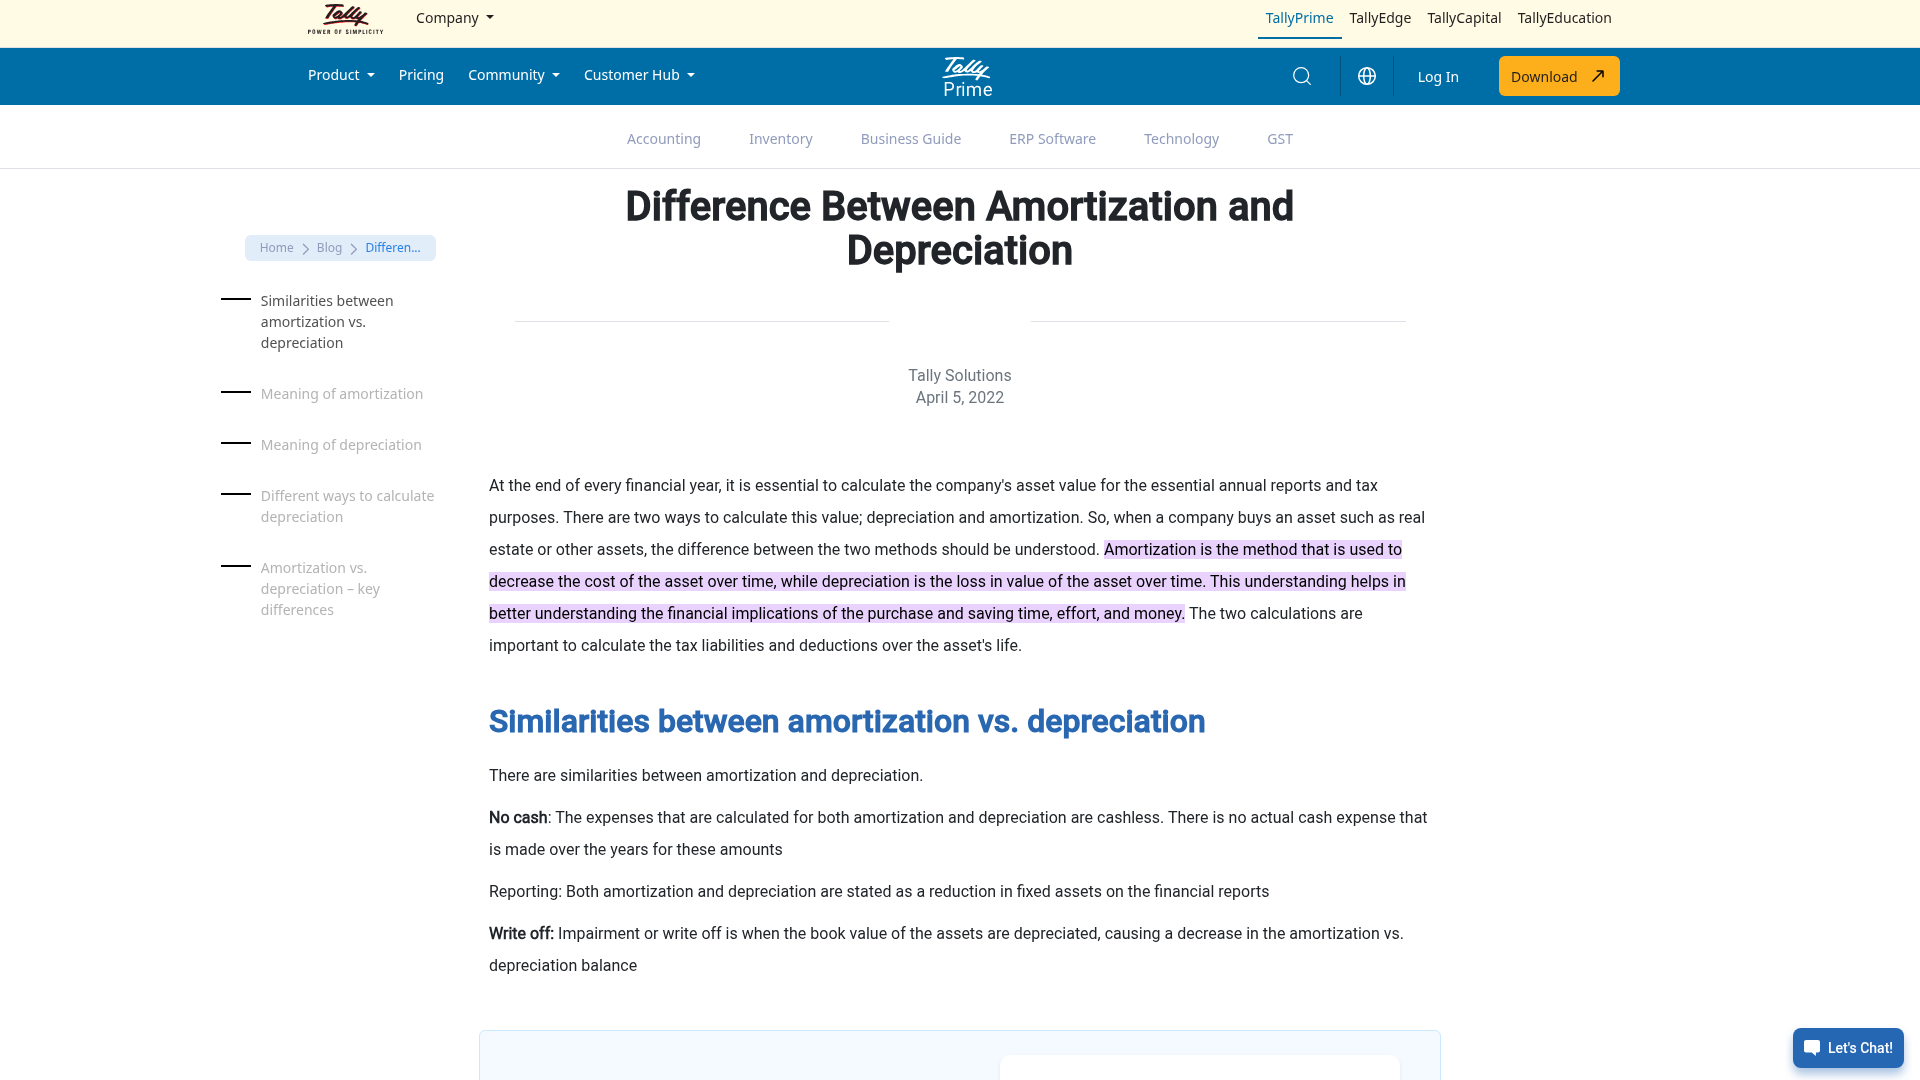 Tally
POWER OF SIMPLICITY
Company
TallyPrime
TallyEdge
TallyCapital
TallyEducation
Product
Pricing
Community
Customer Hub
Tally
Prime
Log In
Download
Accounting
Inventory
Business Guide
ERP Software
Technology
GST
Difference Between Amortization and
Depreciation
Home
Blog
Differen...
Similarities between
amortization vs.
depreciation
Meaning of amortization
Meaning of depreciation
Different ways to calculate
depreciation
Amortization vs.
depreciation – key
differences
Tally Solutions
April 5, 2022
At the end of every financial year, it is essential to calculate the company's asset value for the essential annual reports and tax
purposes. There are two ways to calculate this value; depreciation and amortization. So, when a company buys an asset such as real
estate or other assets, the difference between the two methods should be understood. Amortization is the method that is used to
decrease the cost of the asset over time, while depreciation is the loss in value of the asset over time. This understanding helps in
better understanding the financial implications of the purchase and saving time, effort, and money. The two calculations are
important to calculate the tax liabilities and deductions over the asset's life.
Similarities between amortization vs. depreciation
There are similarities between amortization and depreciation.
No cash: The expenses that are calculated for both amortization and depreciation are cashless. There is no actual cash expense that
is made over the years for these amounts
Reporting: Both amortization and depreciation are stated as a reduction in fixed assets on the financial reports
Write off: Impairment or write off is when the book value of the assets are depreciated, causing a decrease in the amortization vs.
depreciation balance
Let's Chat!